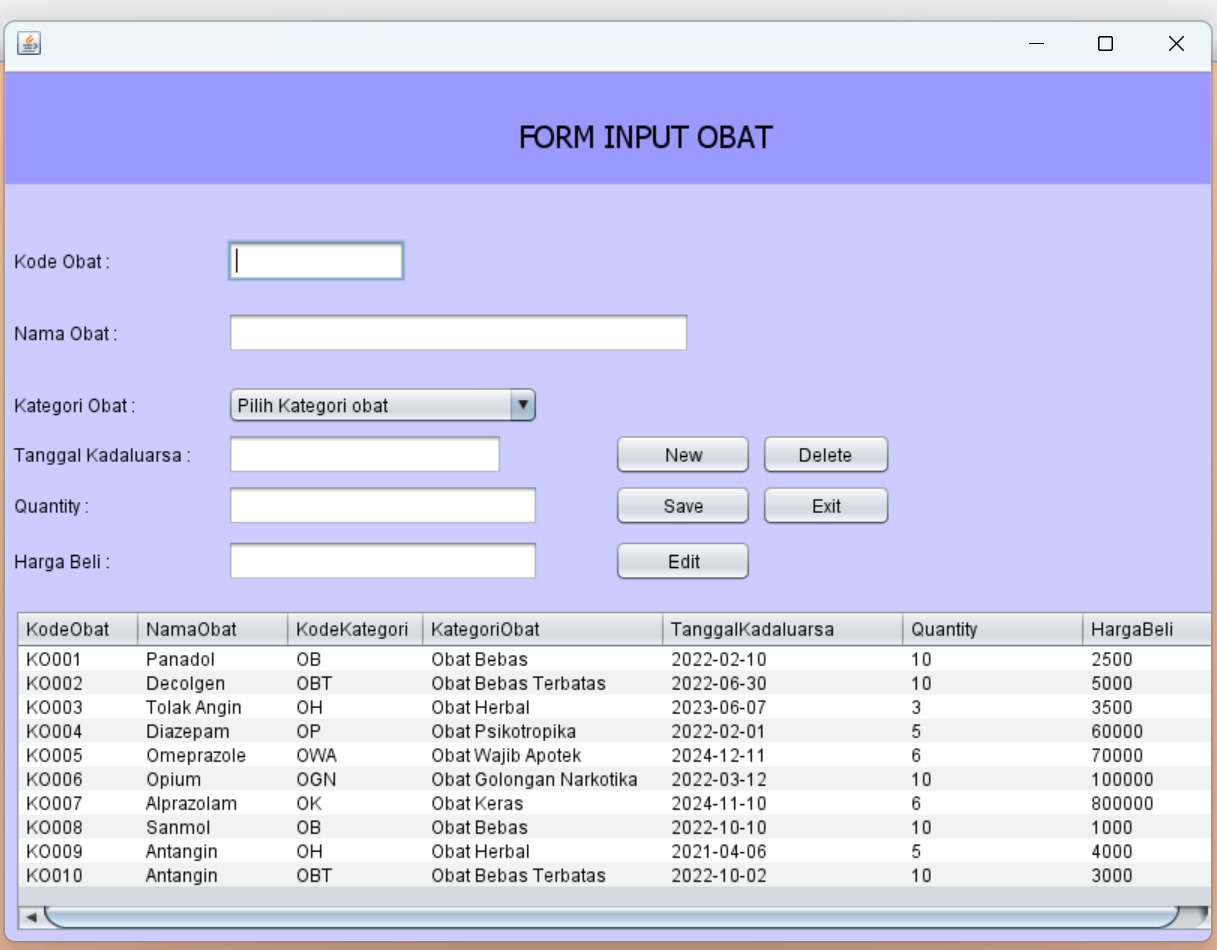 FORM INPUT OBAT
Kode Obat :
Nama Obat :
Kategori Obat : Pilih Kategori obat
Tanggal Kadaluarsa : New Delete
Quantity : Save Exit
Harga Beli : Edit
KodeObat NamaObat KodeKategori KategoriObat TanggalKadaluarsa Quantity HargaBeli
KO001 Panadol OB Obat Bebas 2022-02-10 10 2500
KO002 Decolgen OBT Obat Bebas Terbatas 2022-06-30 10 5000
KO003 Tolak Angin OH Obat Herbal 2023-06-07 3 3500
KO004 Diazepam OP Obat Psikotropika 2022-02-01 5 60000
KO005 Omeprazole OWA Obat Wajib Apotek 2024-12-11 6 70000
KO006 Opium OGN Obat Golongan Narkotika 2022-03-12 10 100000
KO007 Alprazolam OK Obat Keras 2024-11-10 6 800000
KO008 Sanmol OB Obat Bebas 2022-10-10 10 1000
KO009 Antangin OH Obat Herbal 2021-04-06 5 4000
KO010 Antangin OBT Obat Bebas Terbatas 2022-10-02 10 3000